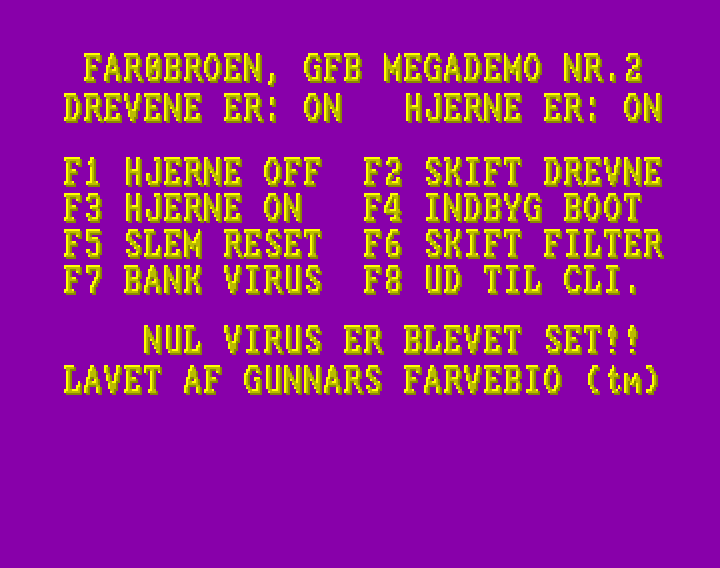 FARØBROEN, GFB MEGADEMO NR.2
DREVENE ER: ON HJERNE ER: ON
F1 HJERNE OFF F2 SKIFT DREVNE
F3 HJERNE ON F4 INDBYG BOOT
F5 SLEM RESET F6 SKIFT FILTER
F7 BANK VIRUS F8 UD TIL CLI.
NUL VIRUS ER BLEVET SET!!
LAVET AF GUNNARS FARVEBIO (tm)